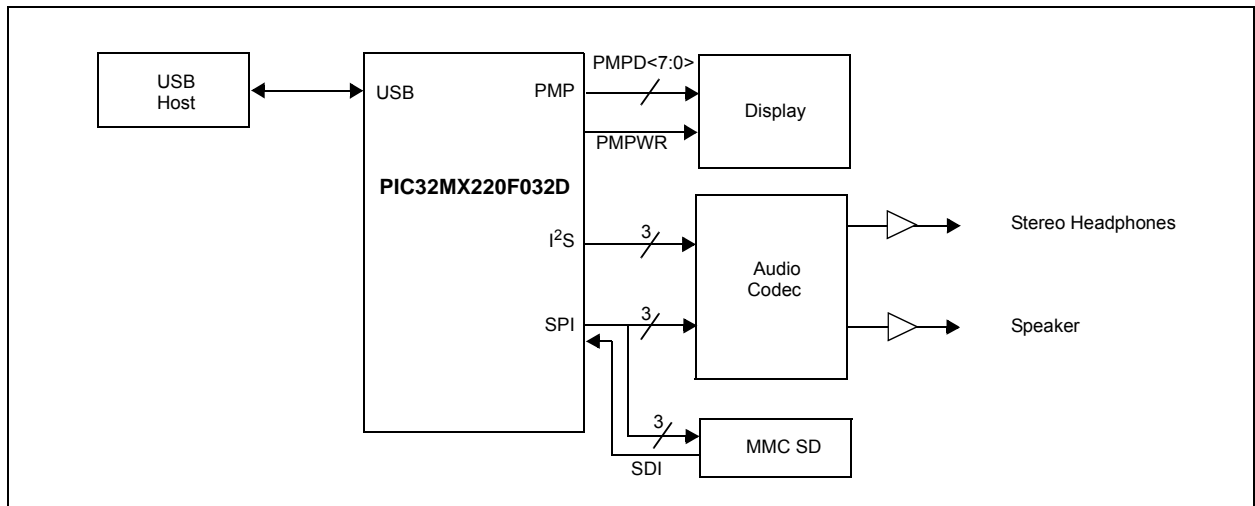 USB
Host
USB
PMP
PMPD<7:0>
PMPWR
Display
PIC32MX220F032D
I²S
3
Audio
Codec
Stereo Headphones
SPI
3
Speaker
3
SDI
MMC SD